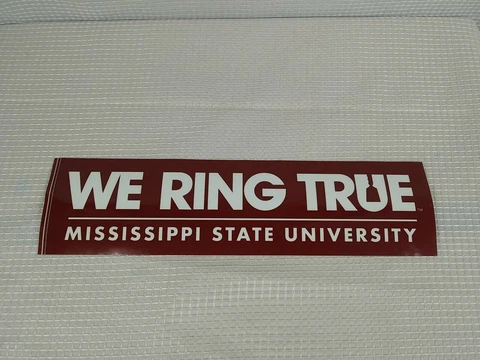 WE RING TRUE
MISSISSIPPI STATE UNIVERSITY